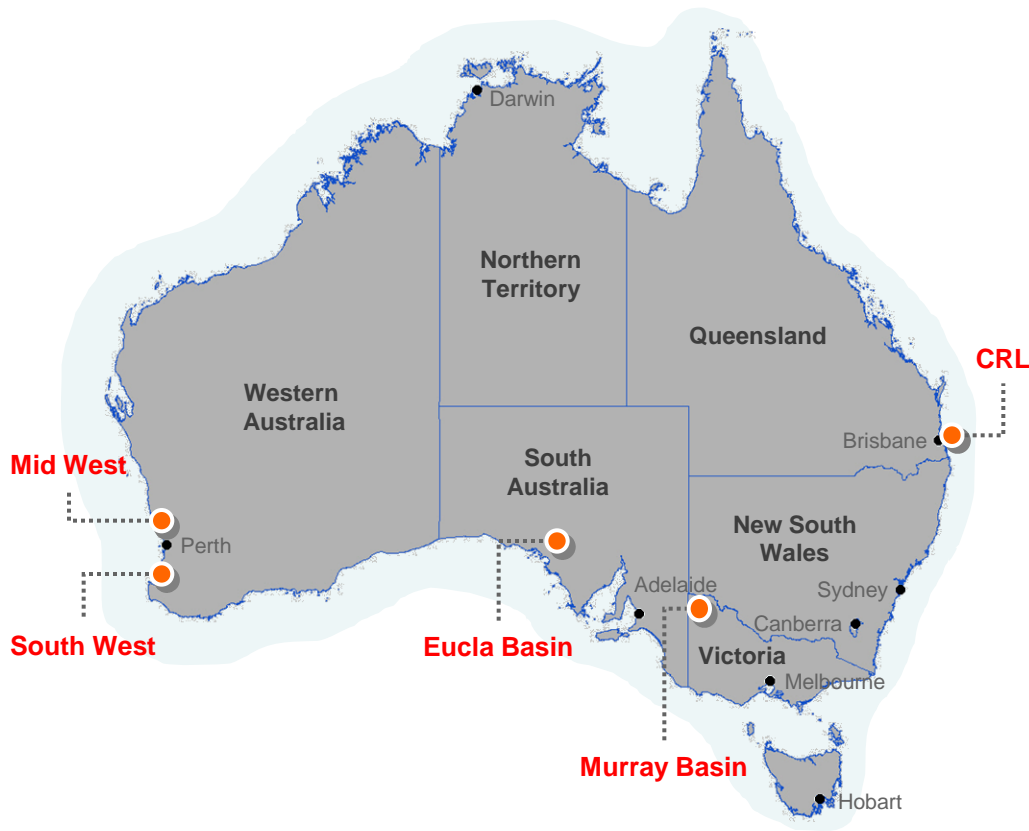 Darwin
Northern
Territory
Queensland
CRL
Western
Australia
Brisbane
Mid West
South
Australia
New South
Wales
Perth
Adelaide
Sydney
Canberra
South West
Eucla Basin
Victoria
Melbourne
Murray Basin
Hobart